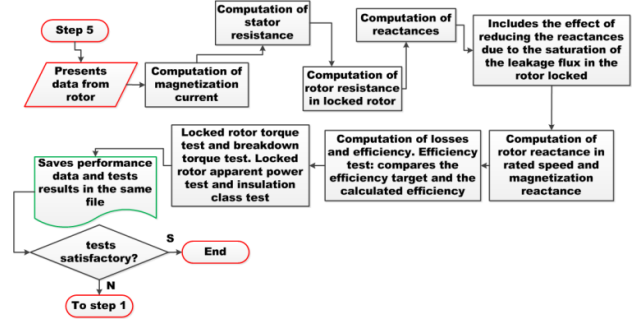 Step 5
Presents
data from
rotor
Computation of
magnetization
current
Computation of
stator
resistance
Computation of
rotor resistance
in locked rotor
Computation of
reactances
Includes the effect of
reducing the reactances
due to the saturation of
the leakage flux in the
rotor locked
Computation of
rotor reactance in
rated speed and
magnetization
reactance
Computation of losses
and efficiency. Efficiency
test: compares the
efficiency target and the
calculated efficiency
Locked rotor torque
test and breakdown
torque test. Locked
rotor apparent power
test and insulation
class test
Saves performance
data and tests
results in the same
file
tests
satisfactory?
S
End
N
To step 1